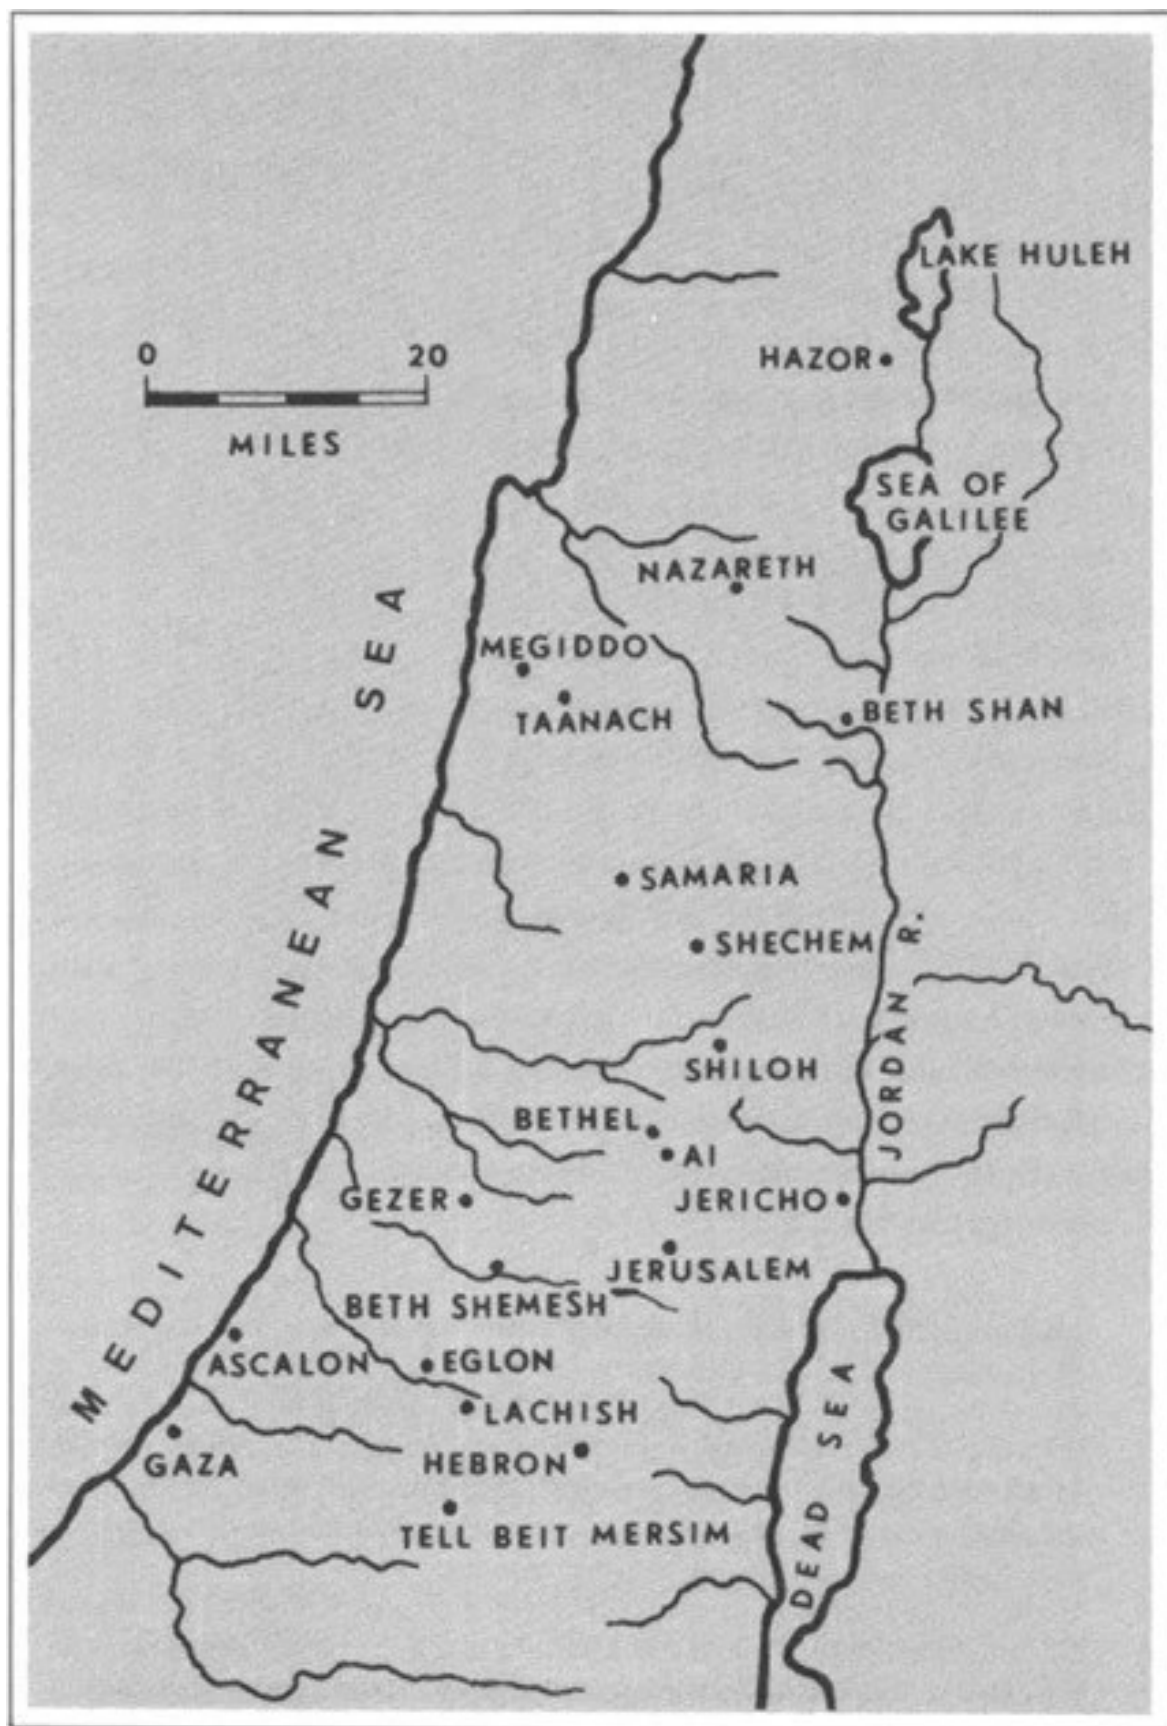 LAKE HULEH
0 20
MILES
HAZOR
SEA OF
GALILEE
NAZARETH
MEGIDDO
TAANACH
BETH SHAN
MEDITERRANEAN SEA
SAMARIA
SHECHEM
JORDAN R.
SHILOH
BETHEL
AI
GEZER
JERICHO
JERUSALEM
BETH SHEMESH
ASCALON
EGLON
LACHISH
GAZA
HEBRON
TELL BEIT MERSIM
DEAD SEA